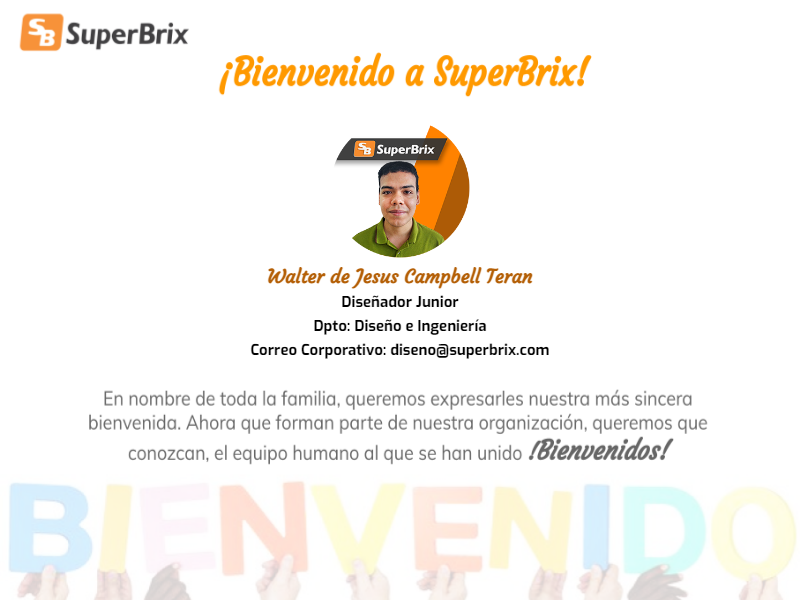 SB SuperBrix
¡Bienvenido a SuperBrix!
SB SuperBrix
Walter de Jesus Campbell Teran
Diseñador Junior
Dpto: Diseño e Ingeniería
Correo Corporativo: diseno@superbrix.com
En nombre de toda la familia, queremos expresarles nuestra más sincera
bienvenida. Ahora que forman parte de nuestra organización, queremos que
conozcan, el equipo humano al que se han unido !Bienvenidos!
BIENVENIDO